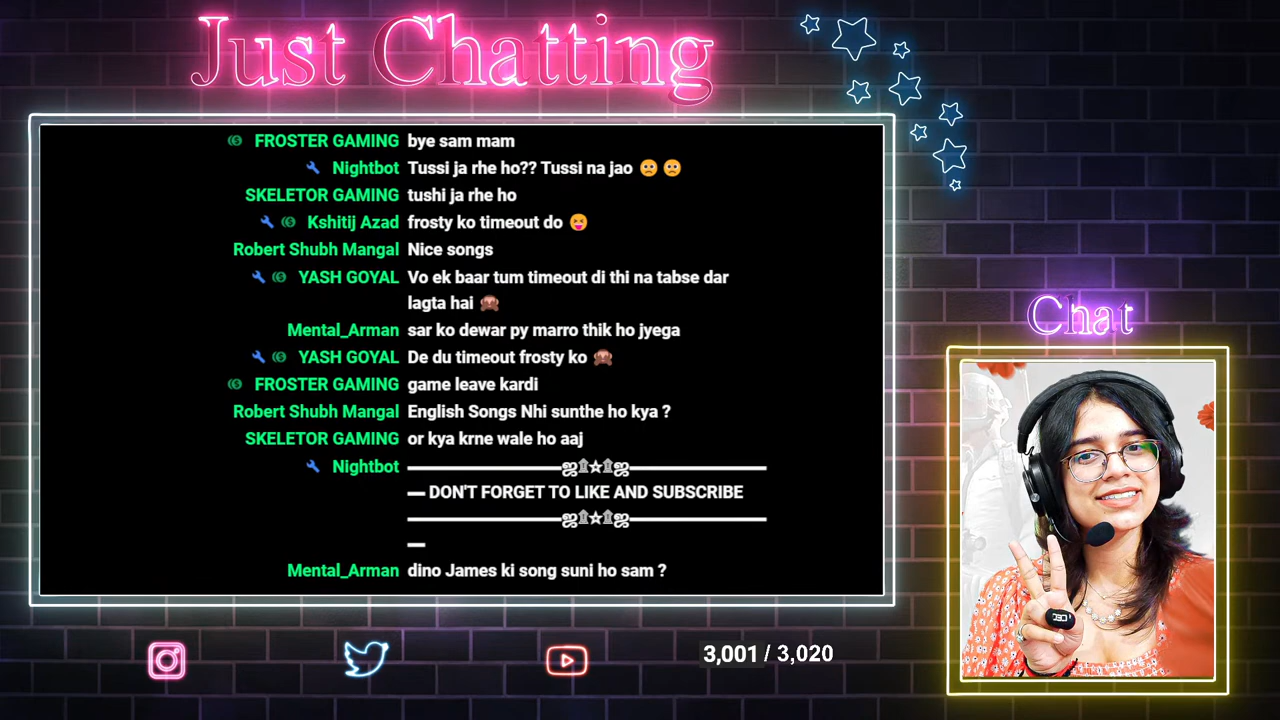 Just Chatting
FROSTER GAMING bye sam mam
Nightbot Tussi ja rhe ho?? Tussi na jao 🙁 🙁
SKELETOR GAMING tushi ja rhe ho
Kshitij Azad frosty ko timeout do 😝
Robert Shubh Mangal Nice songs
YASH GOYAL Vo ek baar tum timeout di thi na tabse dar
lagta hai 🙊
Mental_Arman sar ko dewar py marro thik ho jyega
YASH GOYAL De du timeout frosty ko 🙊
FROSTER GAMING game leave kardi
Robert Shubh Mangal English Songs Nhi sunthe ho kya ?
SKELETOR GAMING or kya krne wale ho aaj
Nightbot ━━━━━━━━━━━ஜ۩☆۩ஜ━━━━━━━━━━
━ DON'T FORGET TO LIKE AND SUBSCRIBE
━━━━━━━━━━━ஜ۩☆۩ஜ━━━━━━━━━━
━
Mental_Arman dino James ki song suni ho sam ?
Chat
CEC
3,001 / 3,020